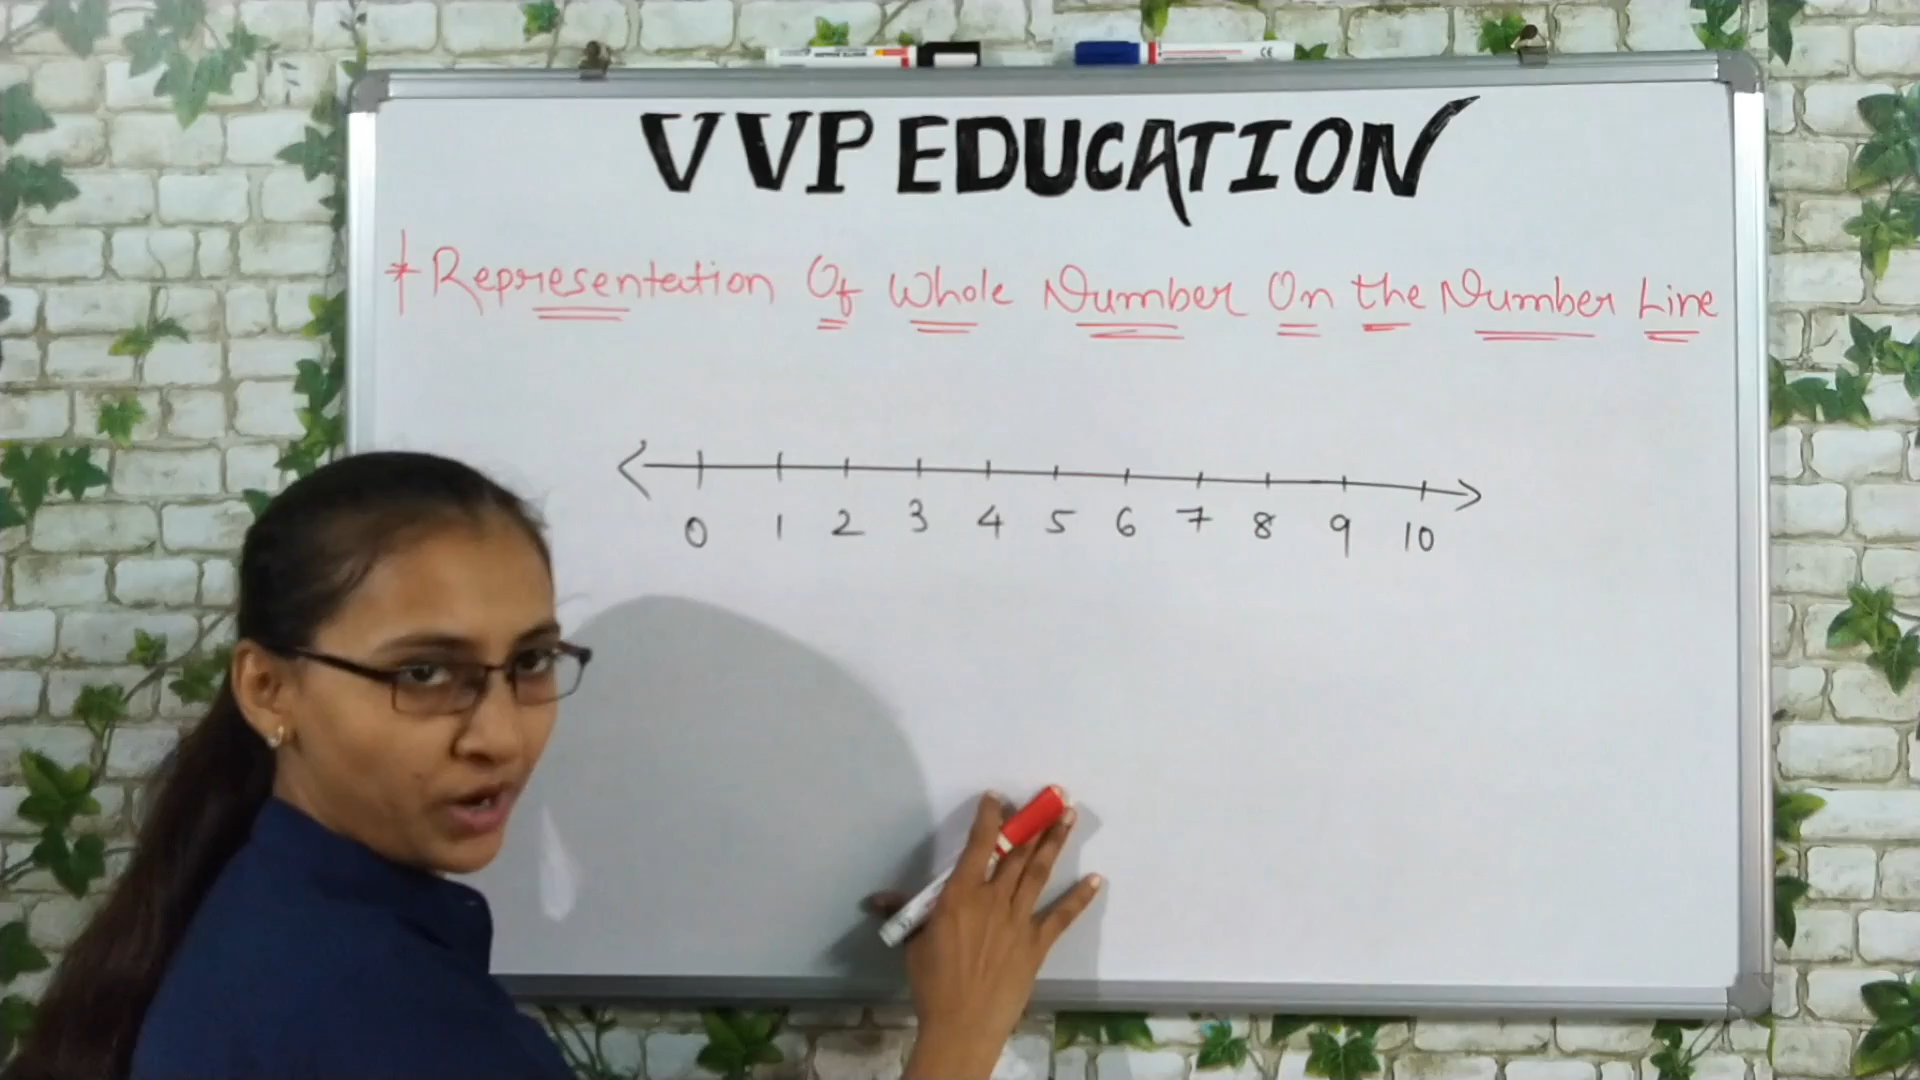 VVP EDUCATION
* Representation Of Whole Number On the Number Line
0 1 2 3 4 5 6 7 8 9 10